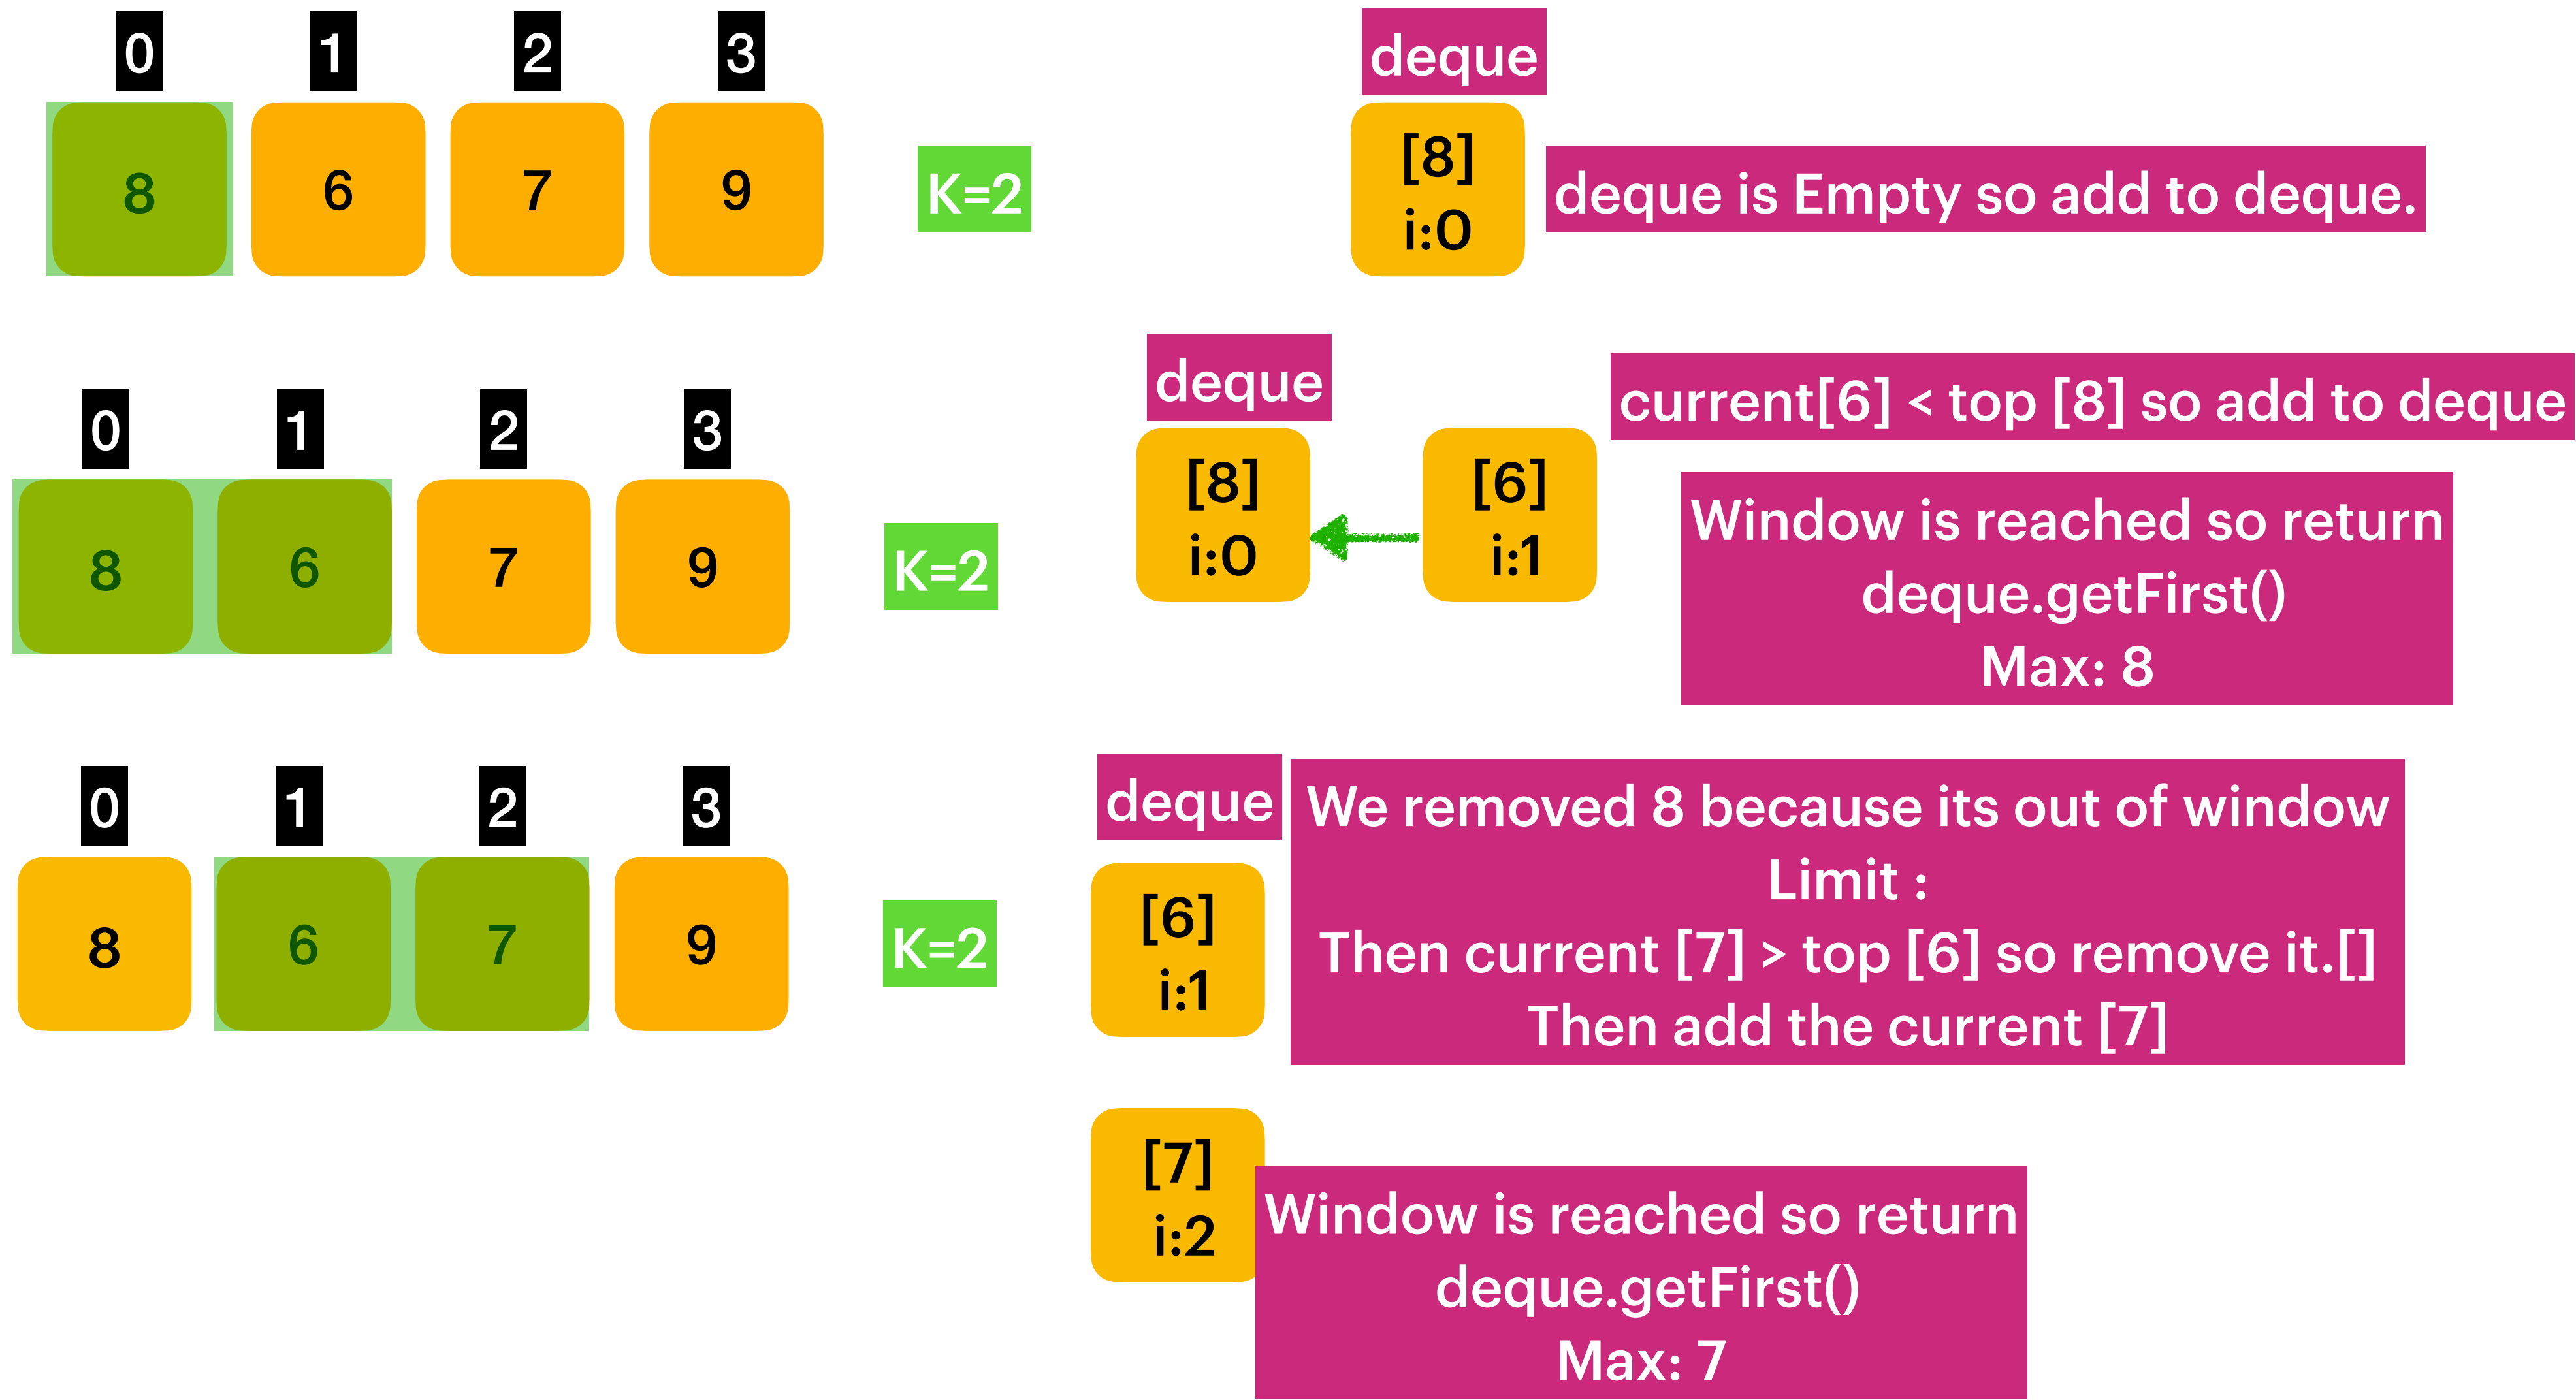 0 1 2 3
8 6 7 9
K=2
deque
[8]
i:0
deque is Empty so add to deque.
0 1 2 3
8 6 7 9
K=2
deque
[8]
i:0
[6]
i:1
current[6] < top [8] so add to deque
Window is reached so return
deque.getFirst()
Max: 8
0 1 2 3
8 6 7 9
K=2
deque
[6]
i:1
We removed 8 because its out of window
Limit :
Then current [7] > top [6] so remove it.[]
Then add the current [7]
[7]
i:2
Window is reached so return
deque.getFirst()
Max: 7